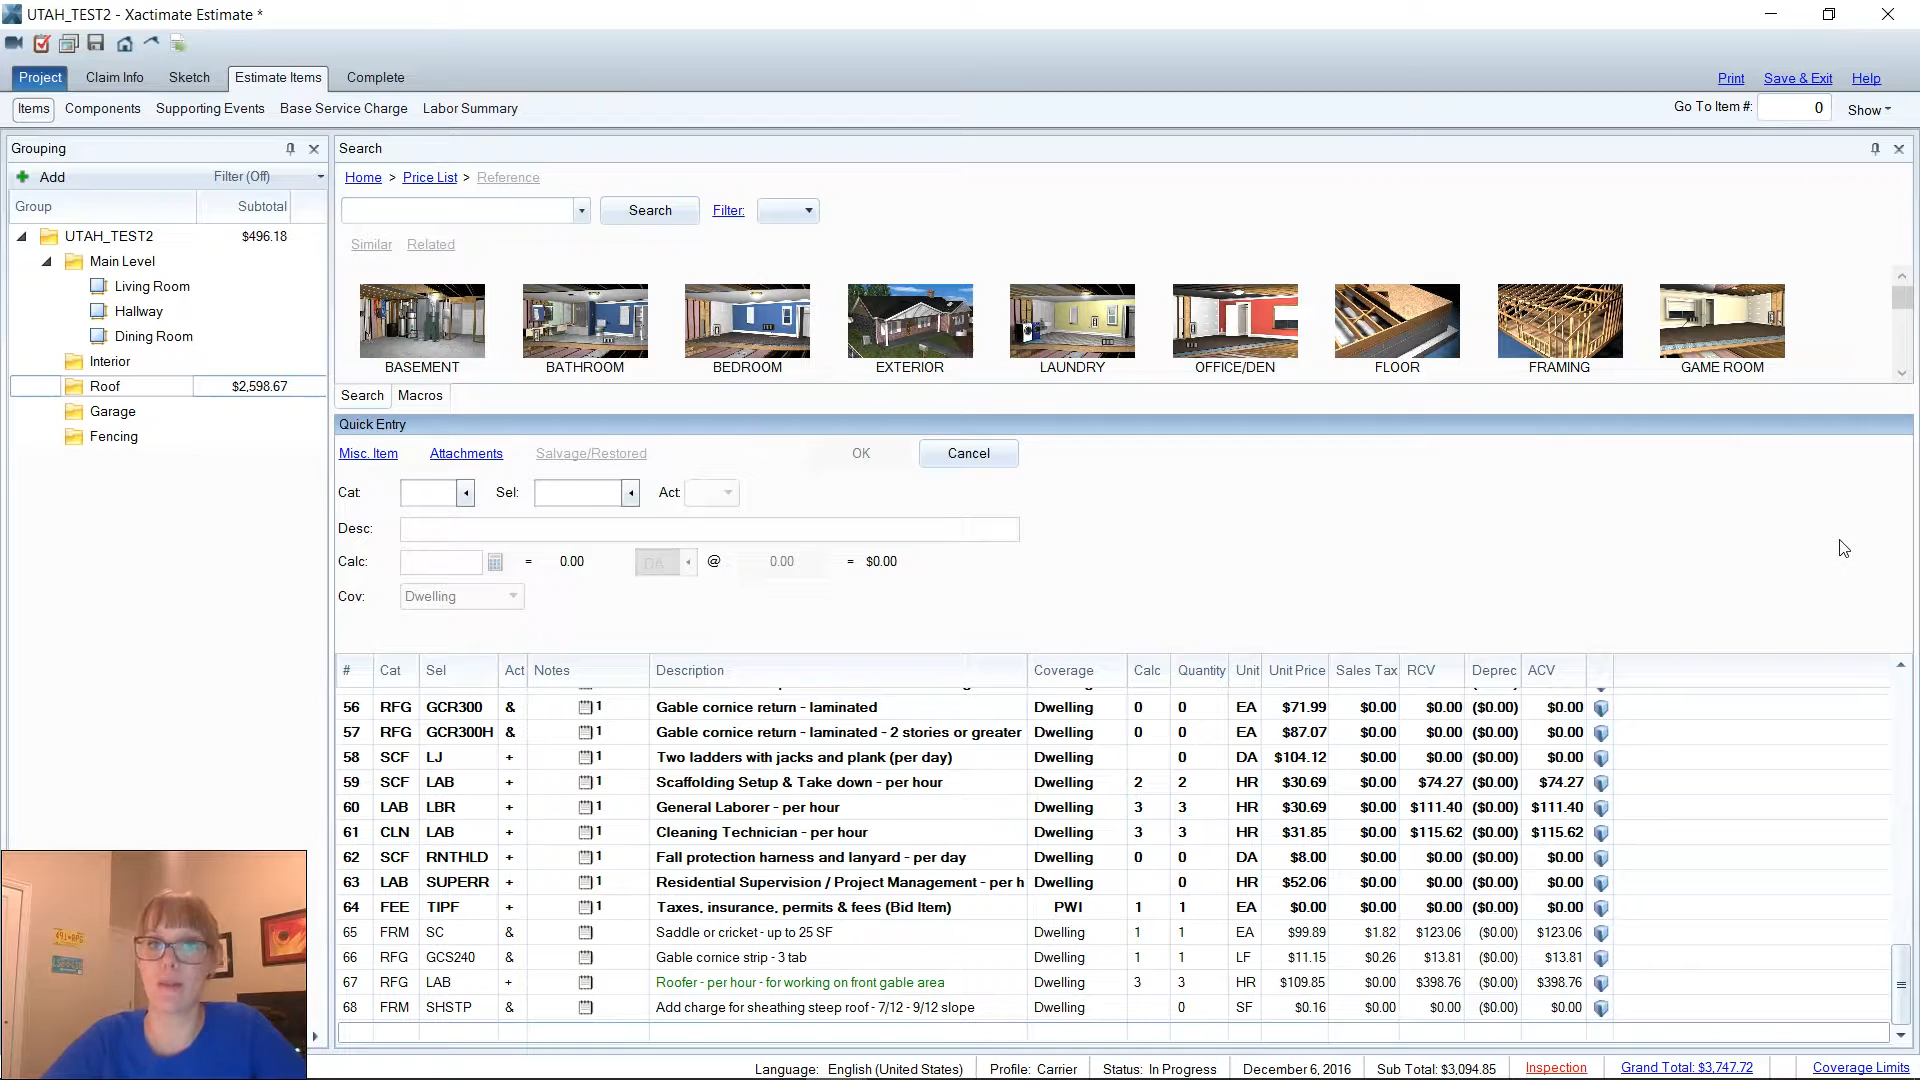 UTAH_TEST2 - Xactimate Estimate *
Project Claim Info Sketch Estimate Items Complete
Print Save & Exit Help
Items Components Supporting Events Base Service Charge Labor Summary
Go To Item #: 0 Show
Grouping
Add Filter (Off)
Group Subtotal
UTAH_TEST2 $496.18
Main Level
Living Room
Hallway
Dining Room
Interior
Roof $2,598.67
Garage
Fencing
Search
Home > Price List > Reference
Search Filter:
Similar Related
BASEMENT BATHROOM BEDROOM EXTERIOR LAUNDRY OFFICE/DEN FLOOR FRAMING GAME ROOM
Search Macros
Quick Entry
Misc. Item Attachments Salvage/Restored OK Cancel
Cat: Sel: Act:
Desc:
Calc: = 0.00 DA @ 0.00 = $0.00
Cov: Dwelling
# Cat Sel Act Notes Description Coverage Calc Quantity Unit Unit Price Sales Tax RCV Deprec ACV
56 RFG GCR300 & 1 Gable cornice return - laminated Dwelling 0 0 EA $71.99 $0.00 $0.00 ($0.00) $0.00
57 RFG GCR300H & 1 Gable cornice return - laminated - 2 stories or greater Dwelling 0 0 EA $87.07 $0.00 $0.00 ($0.00) $0.00
58 SCF LJ + 1 Two ladders with jacks and plank (per day) Dwelling 0 DA $104.12 $0.00 $0.00 ($0.00) $0.00
59 SCF LAB + 1 Scaffolding Setup & Take down - per hour Dwelling 2 2 HR $30.69 $0.00 $74.27 ($0.00) $74.27
60 LAB LBR + 1 General Laborer - per hour Dwelling 3 3 HR $30.69 $0.00 $111.40 ($0.00) $111.40
61 CLN LAB + 1 Cleaning Technician - per hour Dwelling 3 3 HR $31.85 $0.00 $115.62 ($0.00) $115.62
62 SCF RNTHLD + 1 Fall protection harness and lanyard - per day Dwelling 0 0 DA $8.00 $0.00 $0.00 ($0.00) $0.00
63 LAB SUPERR + 1 Residential Supervision / Project Management - per h Dwelling 0 HR $52.06 $0.00 $0.00 ($0.00) $0.00
64 FEE TIPF + 1 Taxes, insurance, permits & fees (Bid Item) PWI 1 1 EA $0.00 $0.00 $0.00 ($0.00) $0.00
65 FRM SC & Saddle or cricket - up to 25 SF Dwelling 1 1 EA $99.89 $1.82 $123.06 ($0.00) $123.06
66 RFG GCS240 & Gable cornice strip - 3 tab Dwelling 1 1 LF $11.15 $0.26 $13.81 ($0.00) $13.81
67 RFG LAB + Roofer - per hour - for working on front gable area Dwelling 3 3 HR $109.85 $0.00 $398.76 ($0.00) $398.76
68 FRM SHSTP & Add charge for sheathing steep roof - 7/12 - 9/12 slope Dwelling 0 SF $0.16 $0.00 $0.00 ($0.00) $0.00
Language: English (United States) Profile: Carrier Status: In Progress December 6, 2016 Sub Total: $3,094.85 Inspection Grand Total: $3,747.72 Coverage Limits